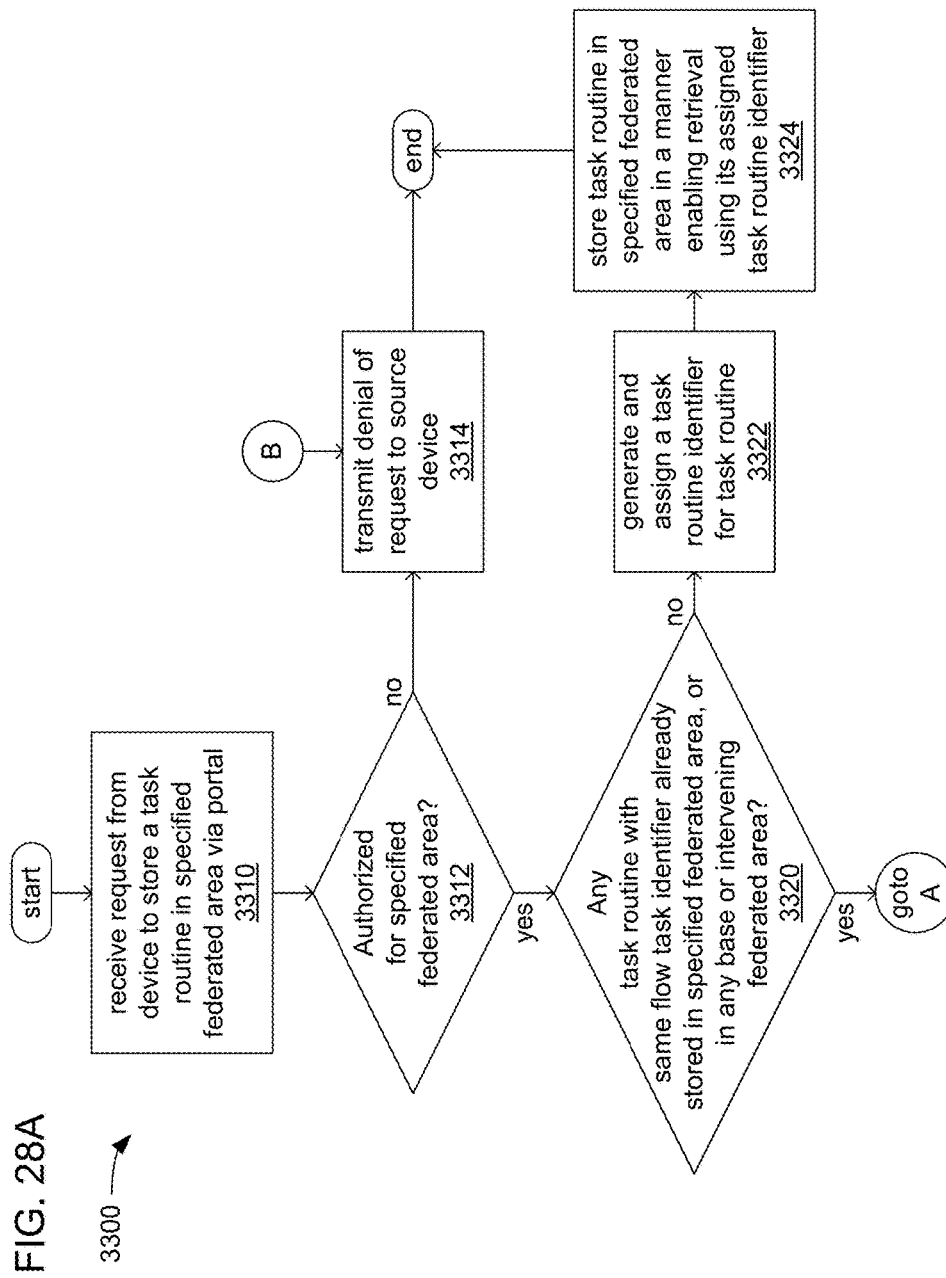 FIG. 28A
3300
start
receive request from
device to store a task
routine in specified
federated area via portal
3310
Authorized
for specified
federated area?
3312
no
yes
B
transmit denial of
request to source
device
3314
end
Any
task routine with
same flow task identifier already
stored in specified federated area, or
in any base or intervening
federated area?
3320
no
yes
generate and
assign a task
routine identifier
for task routine
3322
store task routine in
specified federated
area in a manner
enabling retrieval
using its assigned
task routine identifier
3324
goto
A